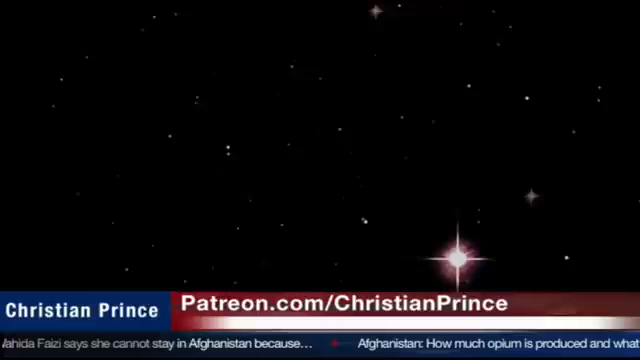 Patreon.com/ChristianPrince
Christian Prince
Wahida Faizi says she cannot stay in Afghanistan because... Afghanistan: How much opium is produced and what